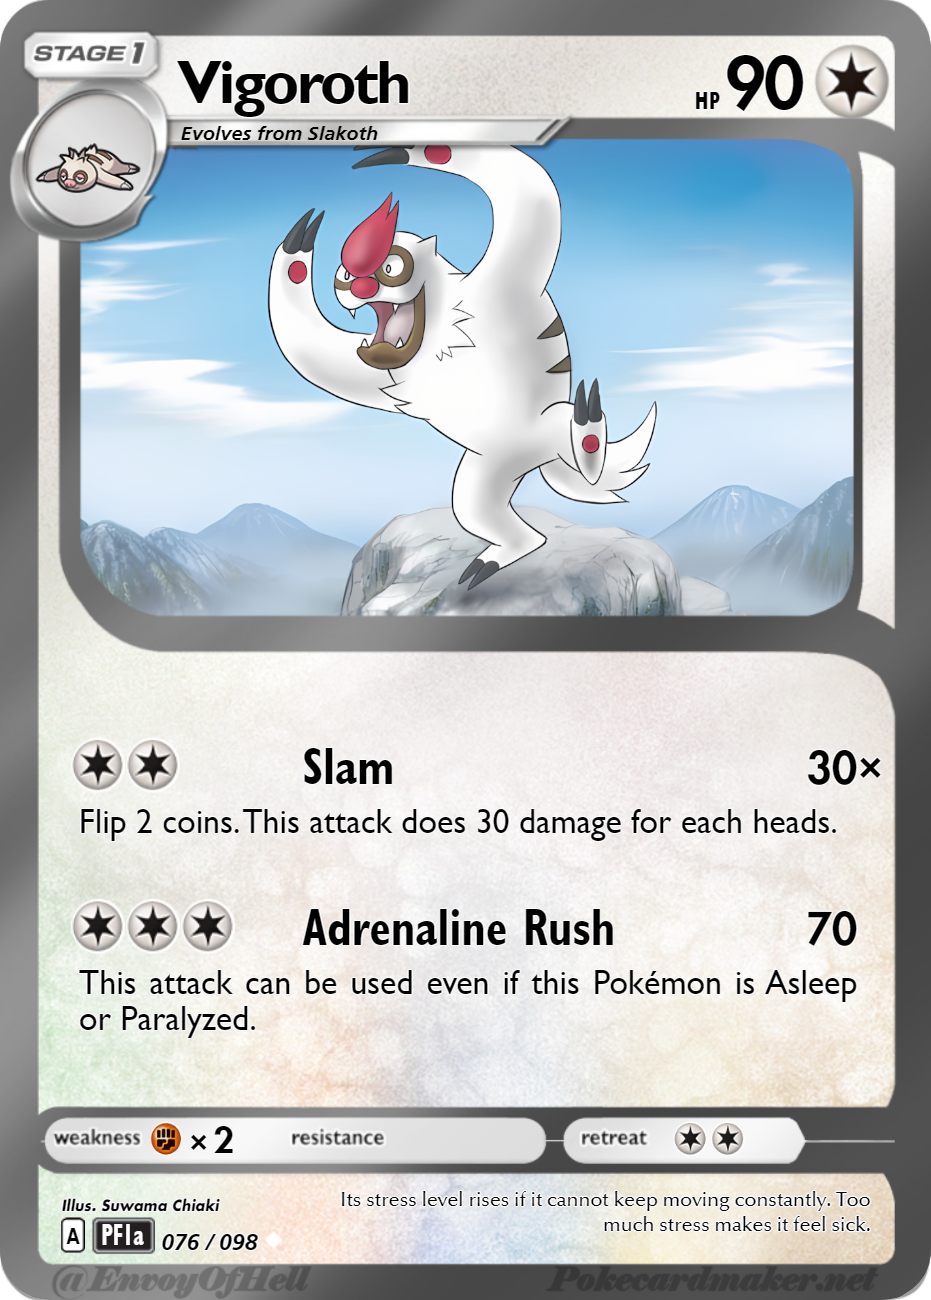 STAGE 1
Vigoroth
HP 90
Evolves from Slakoth
Slam 30×
Flip 2 coins. This attack does 30 damage for each heads.
Adrenaline Rush 70
This attack can be used even if this Pokémon is Asleep
or Paralyzed.
weakness × 2 resistance retreat
Illus. Suwama Chiaki
A PF1a 076 / 098
Its stress level rises if it cannot keep moving constantly. Too
much stress makes it feel sick.
@EnvoyOfHell Pokecardmaker.net